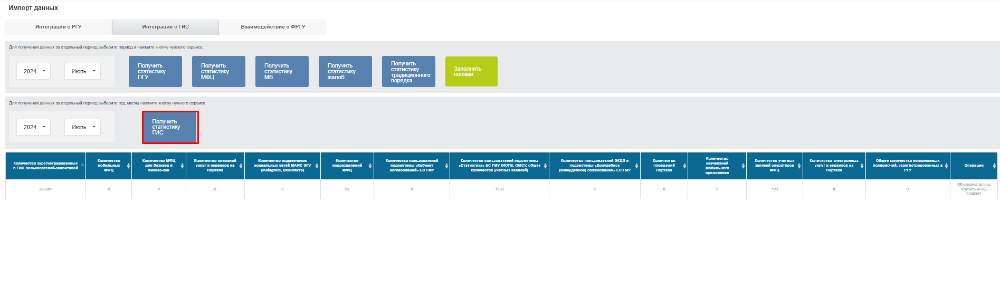 Импорт данных
Интеграция с РГУ
Интеграция с ГИС
Взаимодействие с ФРГУ
Для получения данных за отдельный период выберите период и нажмите кнопку нужного сервиса.
2024
Июль
Получить
статистику
ПГУ
Получить
статистику
МФЦ
Получить
статистику
МВ
Получить
статистику
жалоб
Получить
статистику
традиционного
порядка
Заполнить
нолями
Для получения данных за отдельный период выберите год, месяц нажмите кнопку нужного сервиса.
2024
Июль
Получить
статистику
ГИС
Количество зарегистрированных
в ГИС пользователей-заявителей
Количество
мобильных
МФЦ
Количество МФЦ
для бизнеса и
бизнес-зон
Количество описаний
услуг и сервисов на
Портале
Количество подписчиков
социальных сетей МАИС ЭГУ
(Instagram, ВКонтакте)
Количество
подразделений
МФЦ
Количество пользователей
подсистемы «Кабинет
согласований» ЕС ГМУ
Количество пользователей подсистемы
«Статистика» ЕС ГМУ (ИОГВ, ОМСУ, общее
количество учетных записей)
Количество пользователей ЭКДЛ и
подсистемы «Досудебное
(внесудебное) обжалование» ЕС ГМУ
Количество
посещений
Портала
Количество
скачиваний
Мобильного
приложения
Количество учетных
записей операторов
МФЦ
Количество электронных
услуг и сервисов на
Портале
Общее количество исполняемых
полномочий, зарегистрированных в
РГУ
Операции
260281
0
8
0
0
69
0
1503
0
0
0
190
0
0
Обновлена запись
статистики ID-
6308337